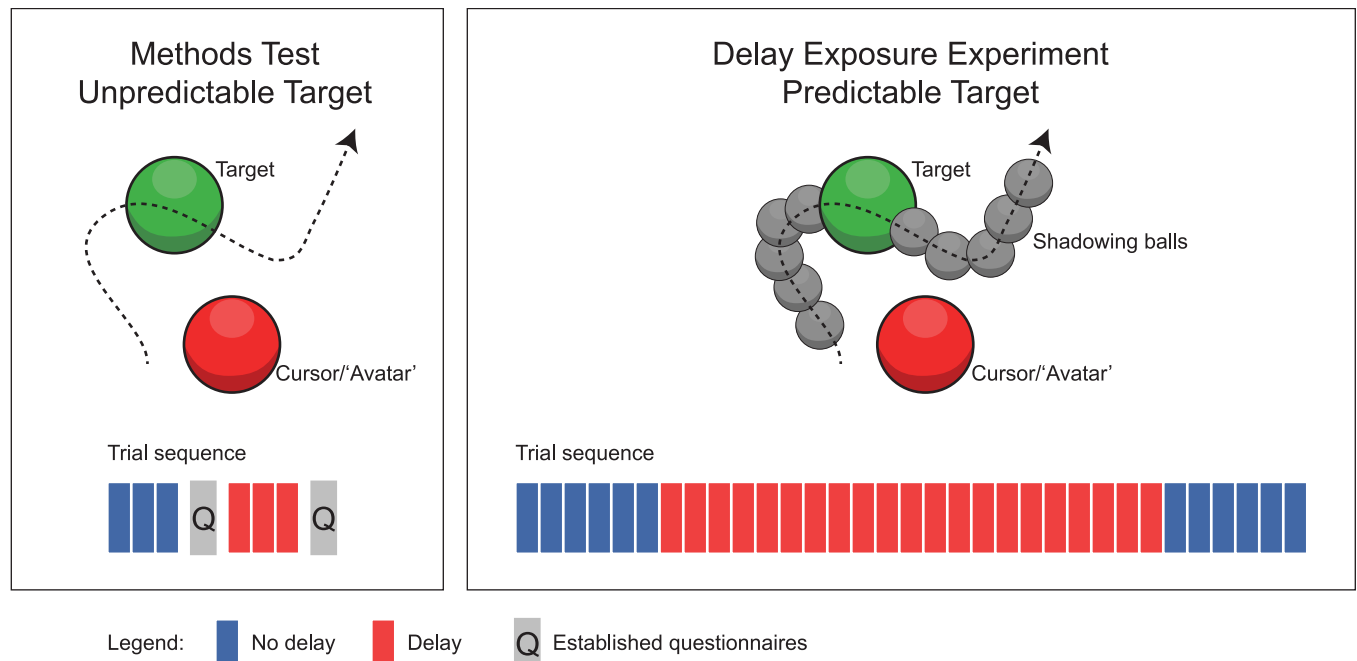 Methods Test
Unpredictable Target
Target
Cursor/‘Avatar’
Trial sequence
Q
Q
Delay Exposure Experiment
Predictable Target
Target
Shadowing balls
Cursor/‘Avatar’
Trial sequence
Legend:
No delay
Delay
Q
Established questionnaires